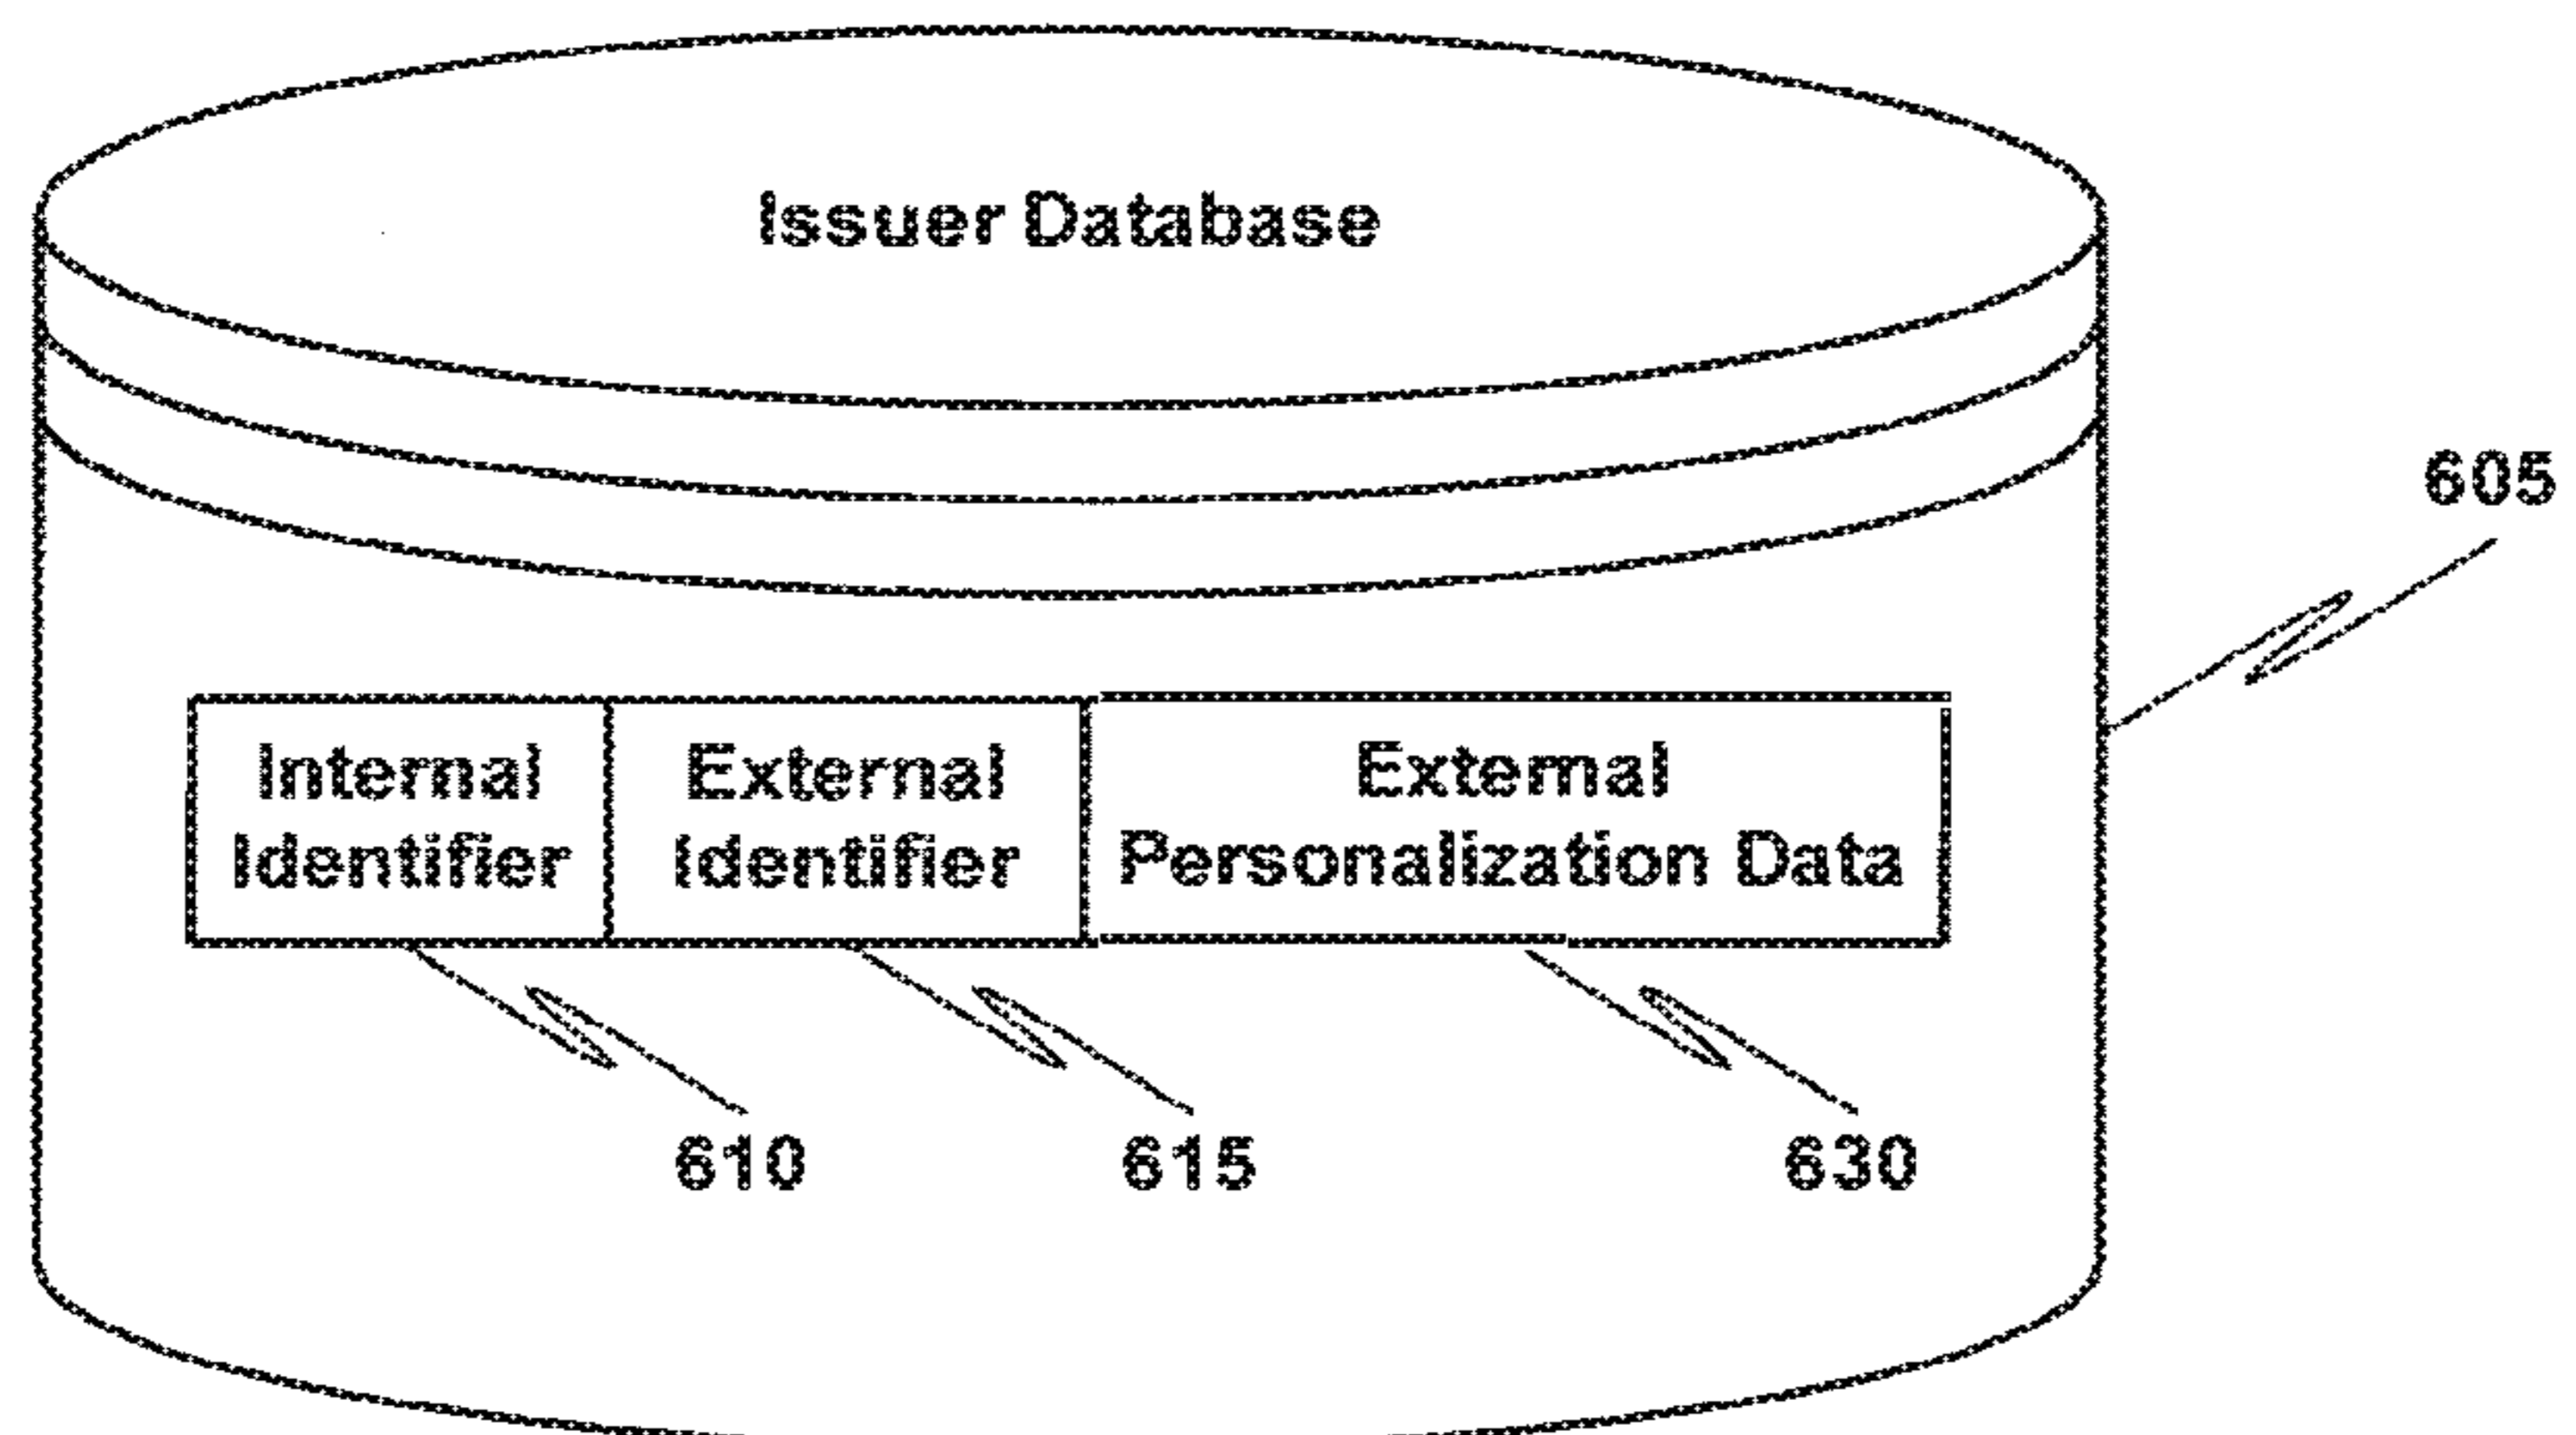 Issuer Database
605
Internal
Identifier
External
Identifier
External
Personalization Data
610
615
630